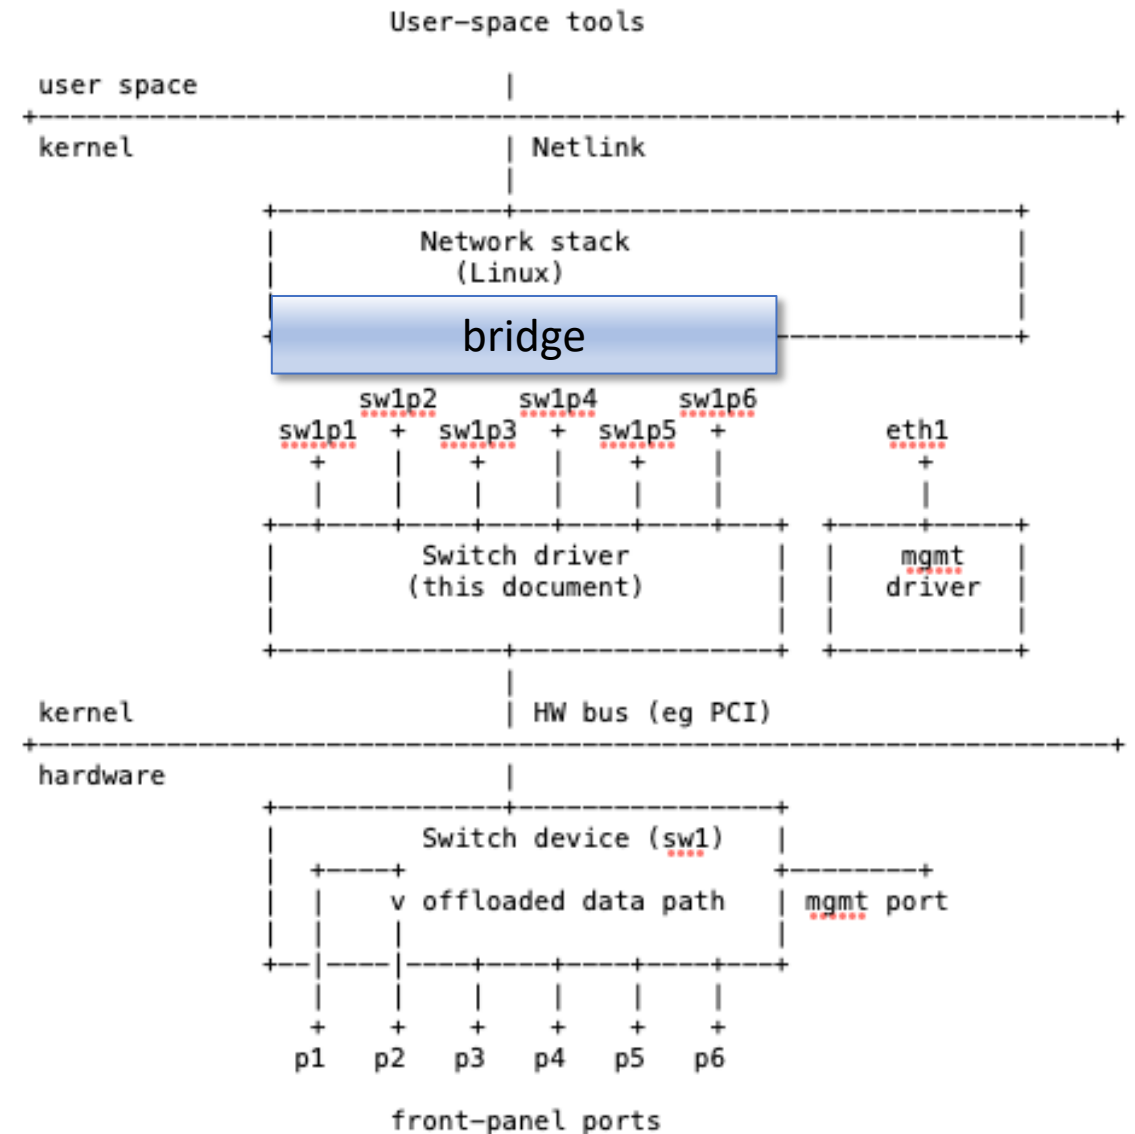 User-space tools
user space
kernel
Netlink
Network stack
(Linux)
bridge
sw1p2 sw1p4 sw1p6
sw1p1 sw1p3 sw1p5 eth1
Switch driver mgmt
(this document) driver
kernel
HW bus (eg PCI)
hardware
Switch device (sw1)
v offloaded data path mgmt port
p1 p2 p3 p4 p5 p6
front-panel ports